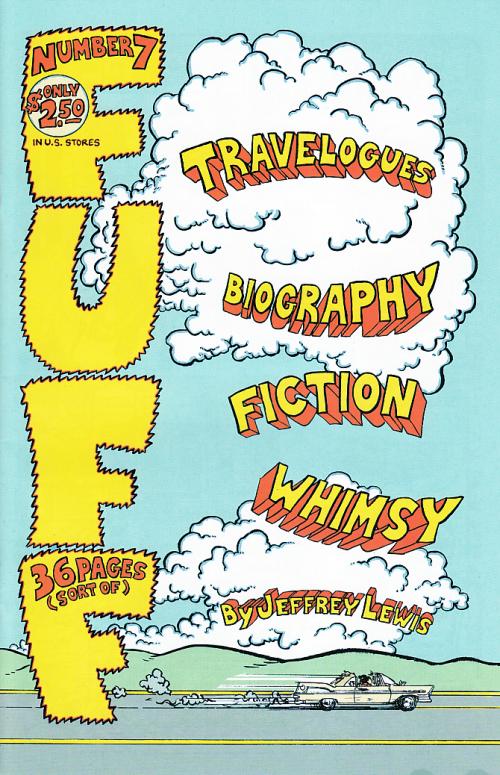 NUMBER 7
$ ONLY
2.50
IN U.S. STORES
FUFF
TRAVELOGUES
BIOGRAPHY
FICTION
WHIMSY
36 PAGES
(SORT OF)
BY JEFFREY LEWIS